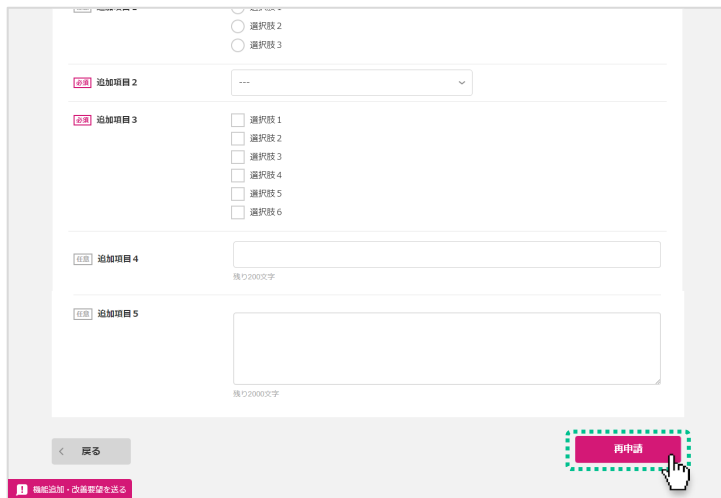 選択肢2
選択肢3
必須 追加項目2
---
必須 追加項目3
選択肢1
選択肢2
選択肢3
選択肢4
選択肢5
選択肢6
任意 追加項目4
残り200文字
任意 追加項目5
残り2000文字
戻る
再申請
機能追加・改善要望を送る